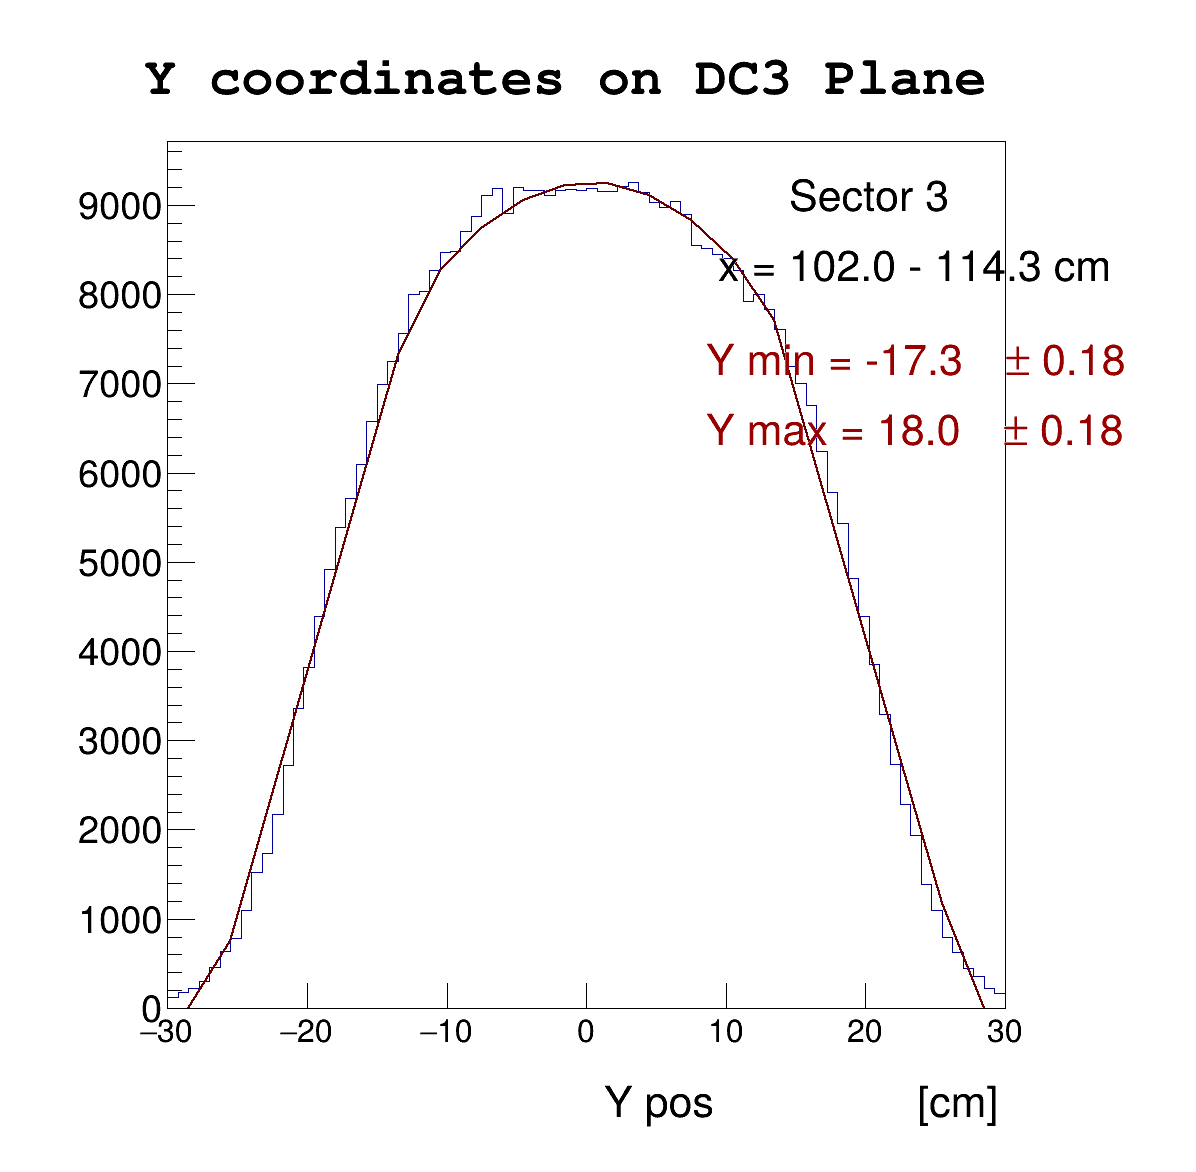 Y coordinates on DC3 Plane
Sector 3
x = 102.0 - 114.3 cm
Y min = -17.3 ± 0.18
Y max = 18.0 ± 0.18
9000
8000
7000
6000
5000
4000
3000
2000
1000
0
−30 −20 −10 0 10 20 30
Y pos [cm]